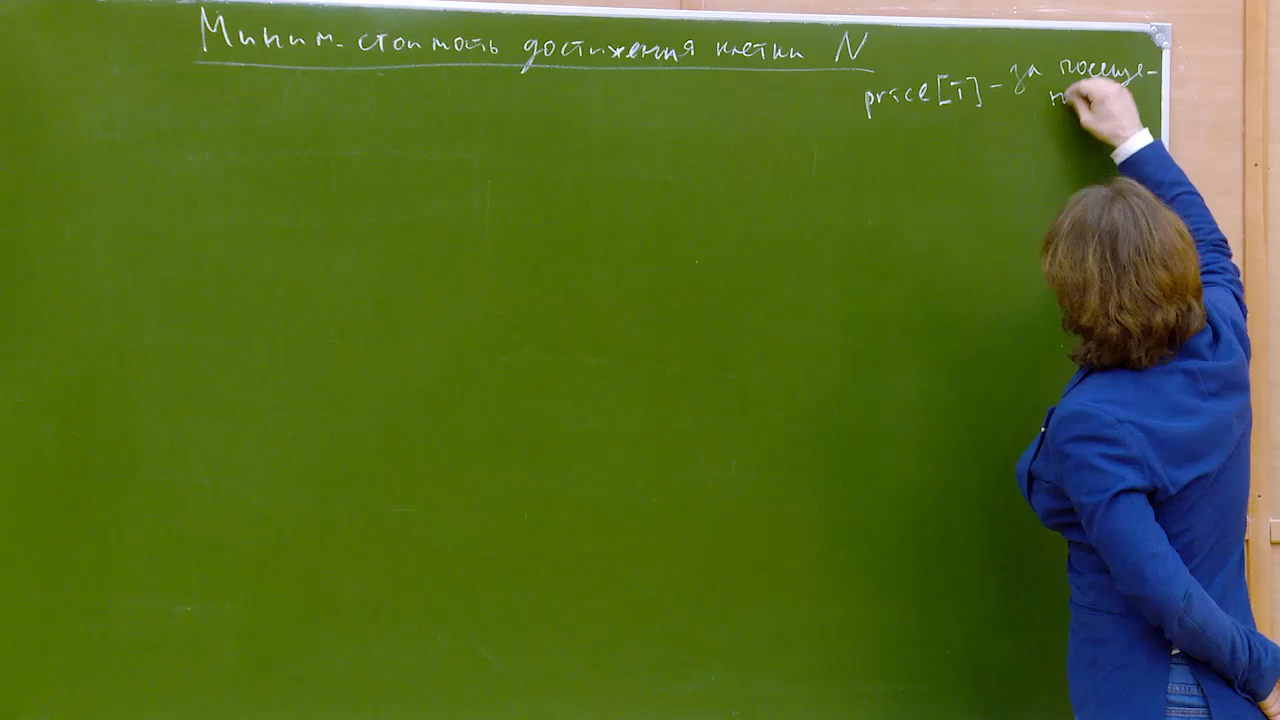 Миним. стоимость достижения клетки N
price[i] – за посеще-